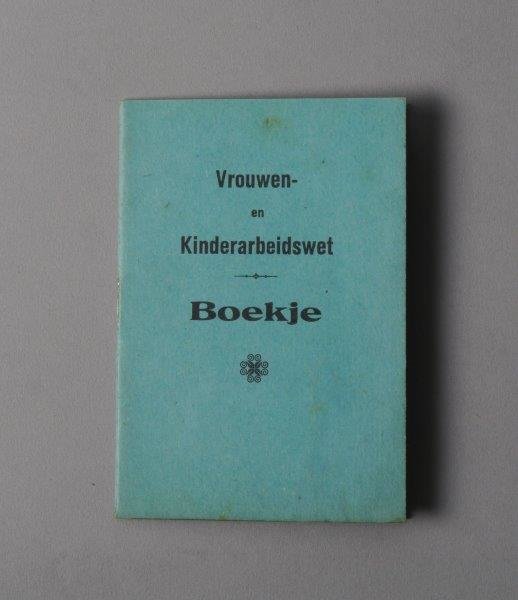 Vrouwen-
en
Kinderarbeidswet
Boekje